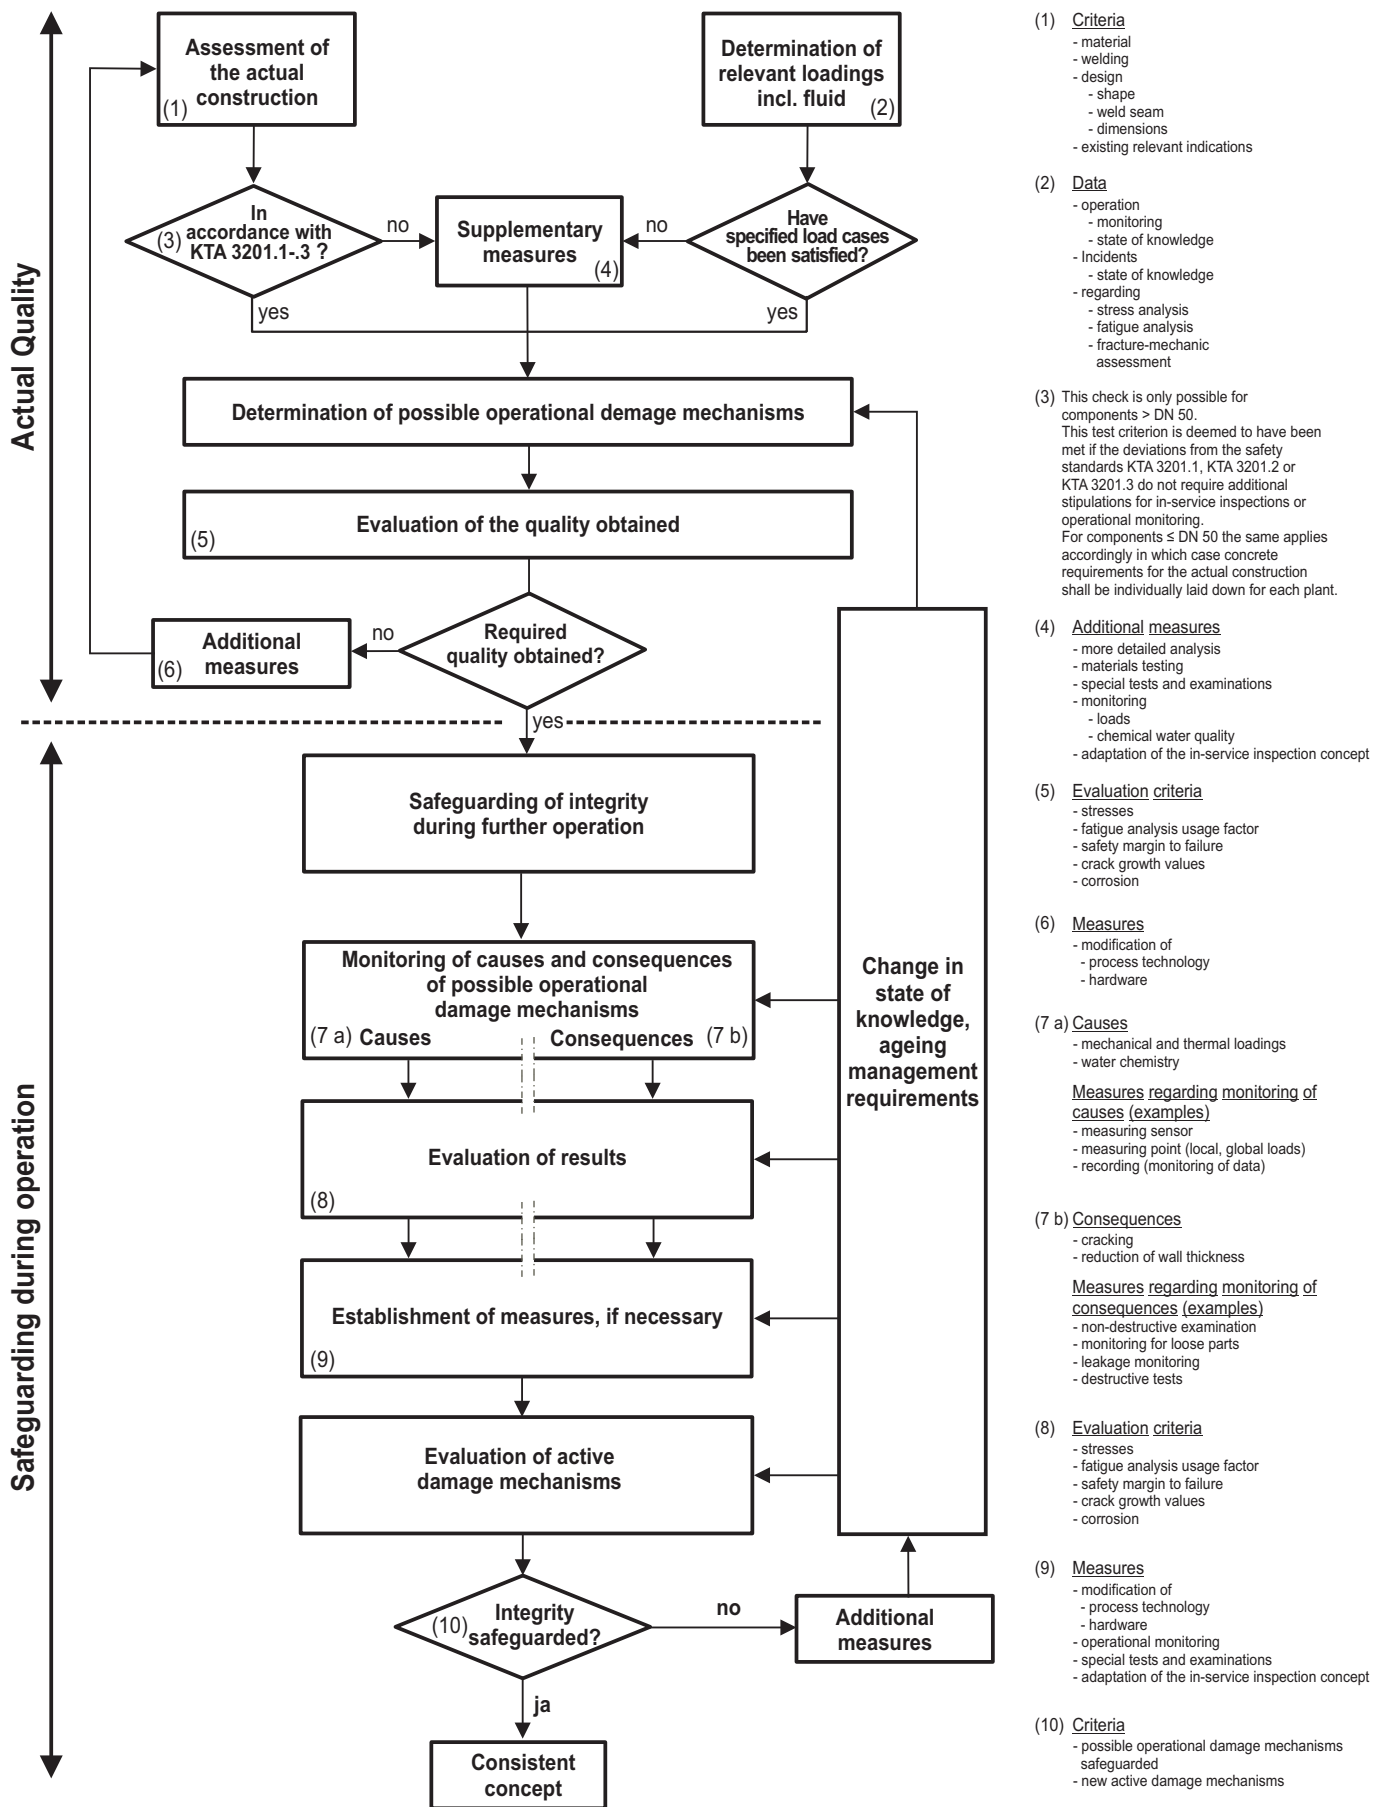 Actual Quality
Safeguarding during operation
Assessment of
the actual
construction
(1)
Determination of
relevant loadings
incl. fluid
(2)
In
accordance with
(3) KTA 3201.1-.3 ?
no
Supplementary
measures
(4)
no
Have
specified load cases
been satisfied?
yes
yes
Determination of possible operational demage mechanisms
Evaluation of the quality obtained
(5)
Required
quality obtained?
no
Additional
measures
(6)
yes
Safeguarding of integrity
during further operation
Monitoring of causes and consequences
of possible operational
damage mechanisms
(7 a) Causes
Consequences (7 b)
Evaluation of results
(8)
Establishment of measures, if necessary
(9)
Evaluation of active
damage mechanisms
Change in
state of
knowledge,
ageing
management
requirements
Integrity
(10) safeguarded?
no
Additional
measures
ja
Consistent
concept
(1) Criteria
- material
- welding
- design
- shape
- weld seam
- dimensions
- existing relevant indications
(2) Data
- operation
- monitoring
- state of knowledge
- Incidents
- state of knowledge
- regarding
- stress analysis
- fatigue analysis
- fracture-mechanic
assessment
(3) This check is only possible for
components > DN 50.
This test criterion is deemed to have been
met if the deviations from the safety
standards KTA 3201.1, KTA 3201.2 or
KTA 3201.3 do not require additional
stipulations for in-service inspections or
operational monitoring.
For components ≤ DN 50 the same applies
accordingly in which case concrete
requirements for the actual construction
shall be individually laid down for each plant.
(4) Additional measures
- more detailed analysis
- materials testing
- special tests and examinations
- monitoring
- loads
- chemical water quality
- adaptation of the in-service inspection concept
(5) Evaluation criteria
- stresses
- fatigue analysis usage factor
- safety margin to failure
- crack growth values
- corrosion
(6) Measures
- modification of
- process technology
- hardware
(7 a) Causes
- mechanical and thermal loadings
- water chemistry
Measures regarding monitoring of
causes (examples)
- measuring sensor
- measuring point (local, global loads)
- recording (monitoring of data)
(7 b) Consequences
- cracking
- reduction of wall thickness
Measures regarding monitoring of
consequences (examples)
- non-destructive examination
- monitoring for loose parts
- leakage monitoring
- destructive tests
(8) Evaluation criteria
- stresses
- fatigue analysis usage factor
- safety margin to failure
- crack growth values
- corrosion
(9) Measures
- modification of
- process technology
- hardware
- operational monitoring
- special tests and examinations
- adaptation of the in-service inspection concept
(10) Criteria
- possible operational damage mechanisms
safeguarded
- new active damage mechanisms